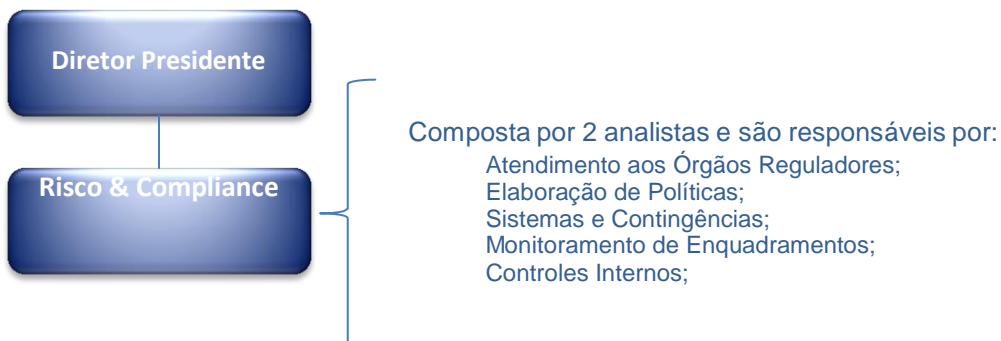 Diretor Presidente
Risco & Compliance
Composta por 2 analistas e são responsáveis por:
Atendimento aos Órgãos Reguladores;
Elaboração de Políticas;
Sistemas e Contingências;
Monitoramento de Enquadramentos;
Controles Internos;